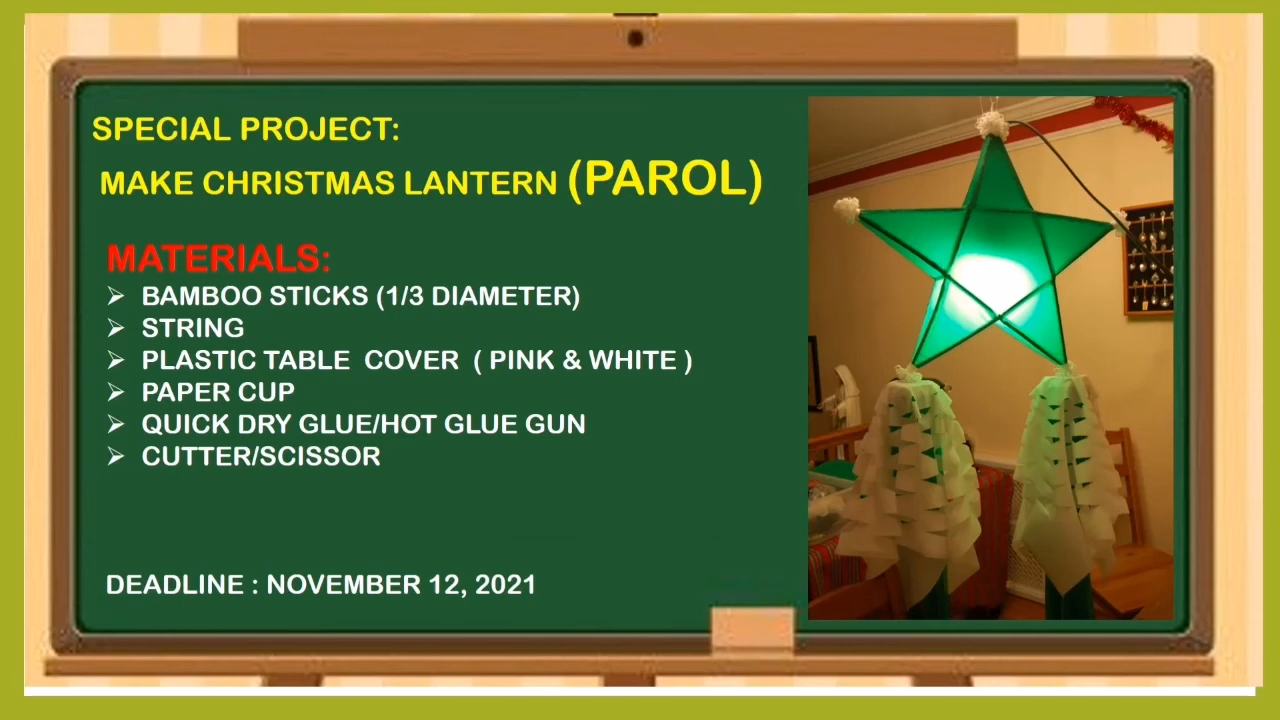 SPECIAL PROJECT:
MAKE CHRISTMAS LANTERN (PAROL)
MATERIALS:
➢ BAMBOO STICKS (1/3 DIAMETER)
➢ STRING
➢ PLASTIC TABLE COVER ( PINK & WHITE )
➢ PAPER CUP
➢ QUICK DRY GLUE/HOT GLUE GUN
➢ CUTTER/SCISSOR
DEADLINE : NOVEMBER 12, 2021